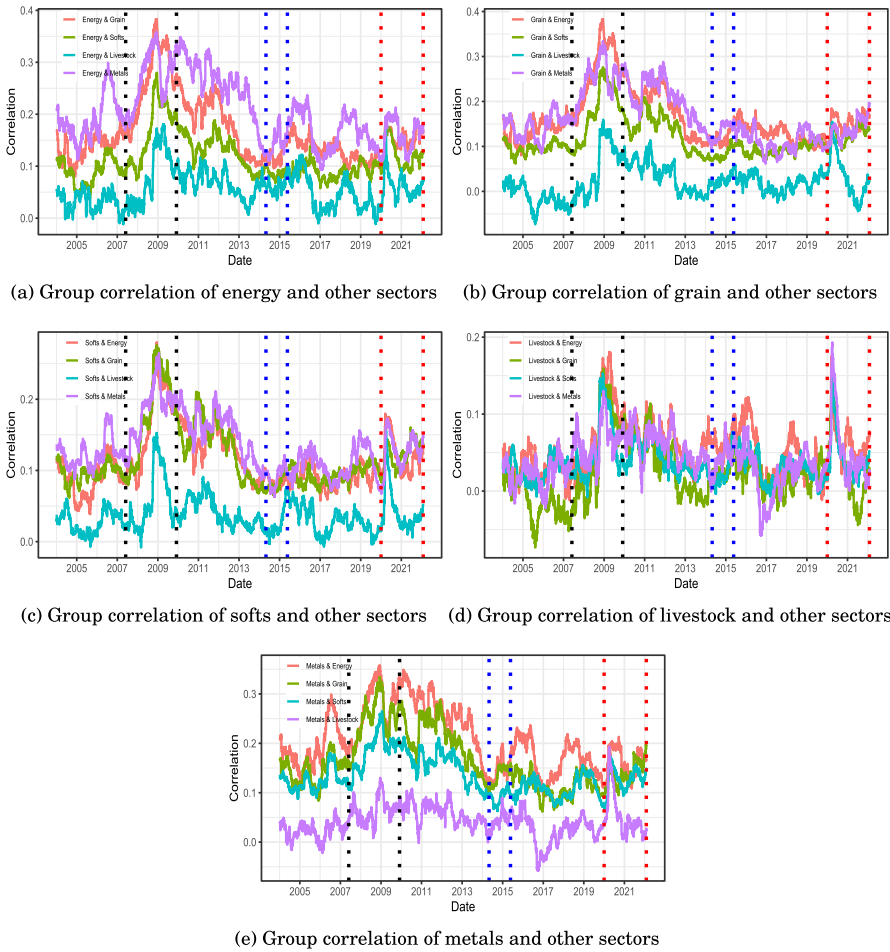 Energy & Grain
Energy & Softs
Energy & Livestock
Energy & Metals
0.4
0.3
0.2
0.1
0.0
Correlation
2005 2007 2009 2011 2013 2015 2017 2019 2021
Date
(a) Group correlation of energy and other sectors
Grain & Energy
Grain & Softs
Grain & Livestock
Grain & Metals
0.4
0.3
0.2
0.1
0.0
Correlation
2005 2007 2009 2011 2013 2015 2017 2019 2021
Date
(b) Group correlation of grain and other sectors
Softs & Energy
Softs & Grain
Softs & Livestock
Softs & Metals
0.2
0.1
0.0
Correlation
2005 2007 2009 2011 2013 2015 2017 2019 2021
Date
(c) Group correlation of softs and other sectors
Livestock & Energy
Livestock & Grain
Livestock & Softs
Livestock & Metals
0.2
0.1
0.0
Correlation
2005 2007 2009 2011 2013 2015 2017 2019 2021
Date
(d) Group correlation of livestock and other sectors
Metals & Energy
Metals & Grain
Metals & Softs
Metals & Livestock
0.3
0.2
0.1
0.0
Correlation
2005 2007 2009 2011 2013 2015 2017 2019 2021
Date
(e) Group correlation of metals and other sectors